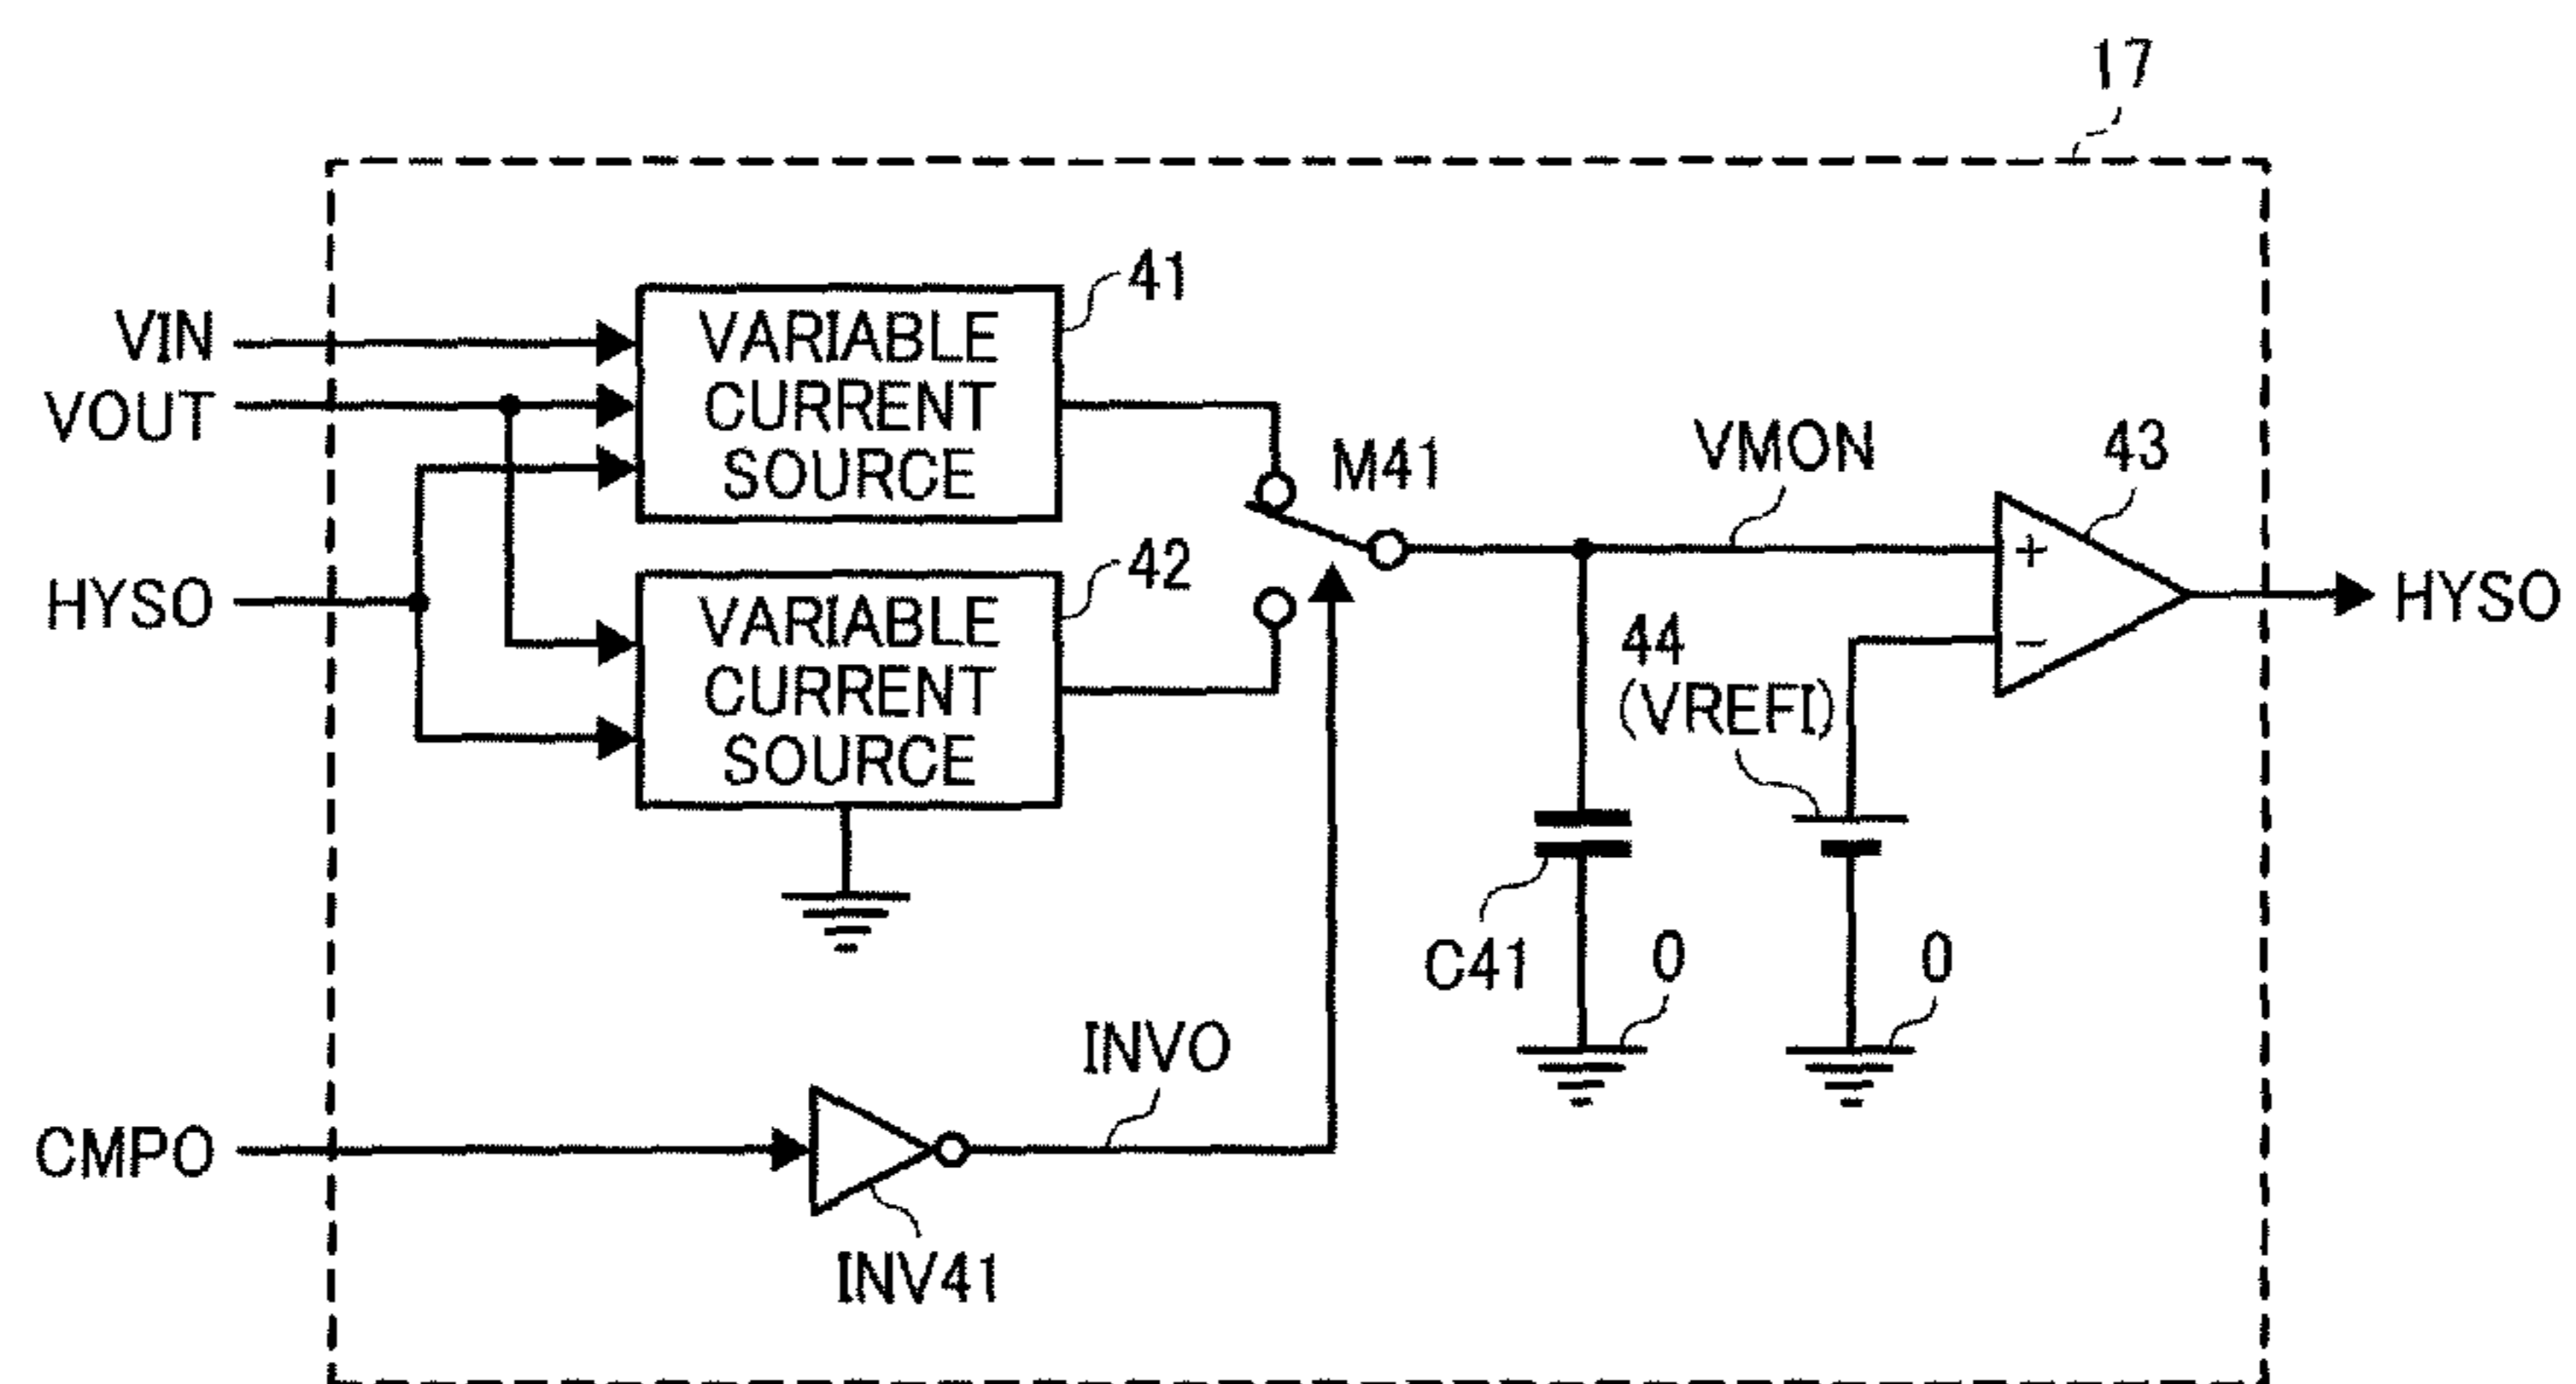 17
VIN
VOUT
HYSO
CMPO
VARIABLE
CURRENT
SOURCE
41
VARIABLE
CURRENT
SOURCE
42
M41
VMON
43
+
−
HYSO
44
(VREFI)
C41
0
0
INVO
INV41